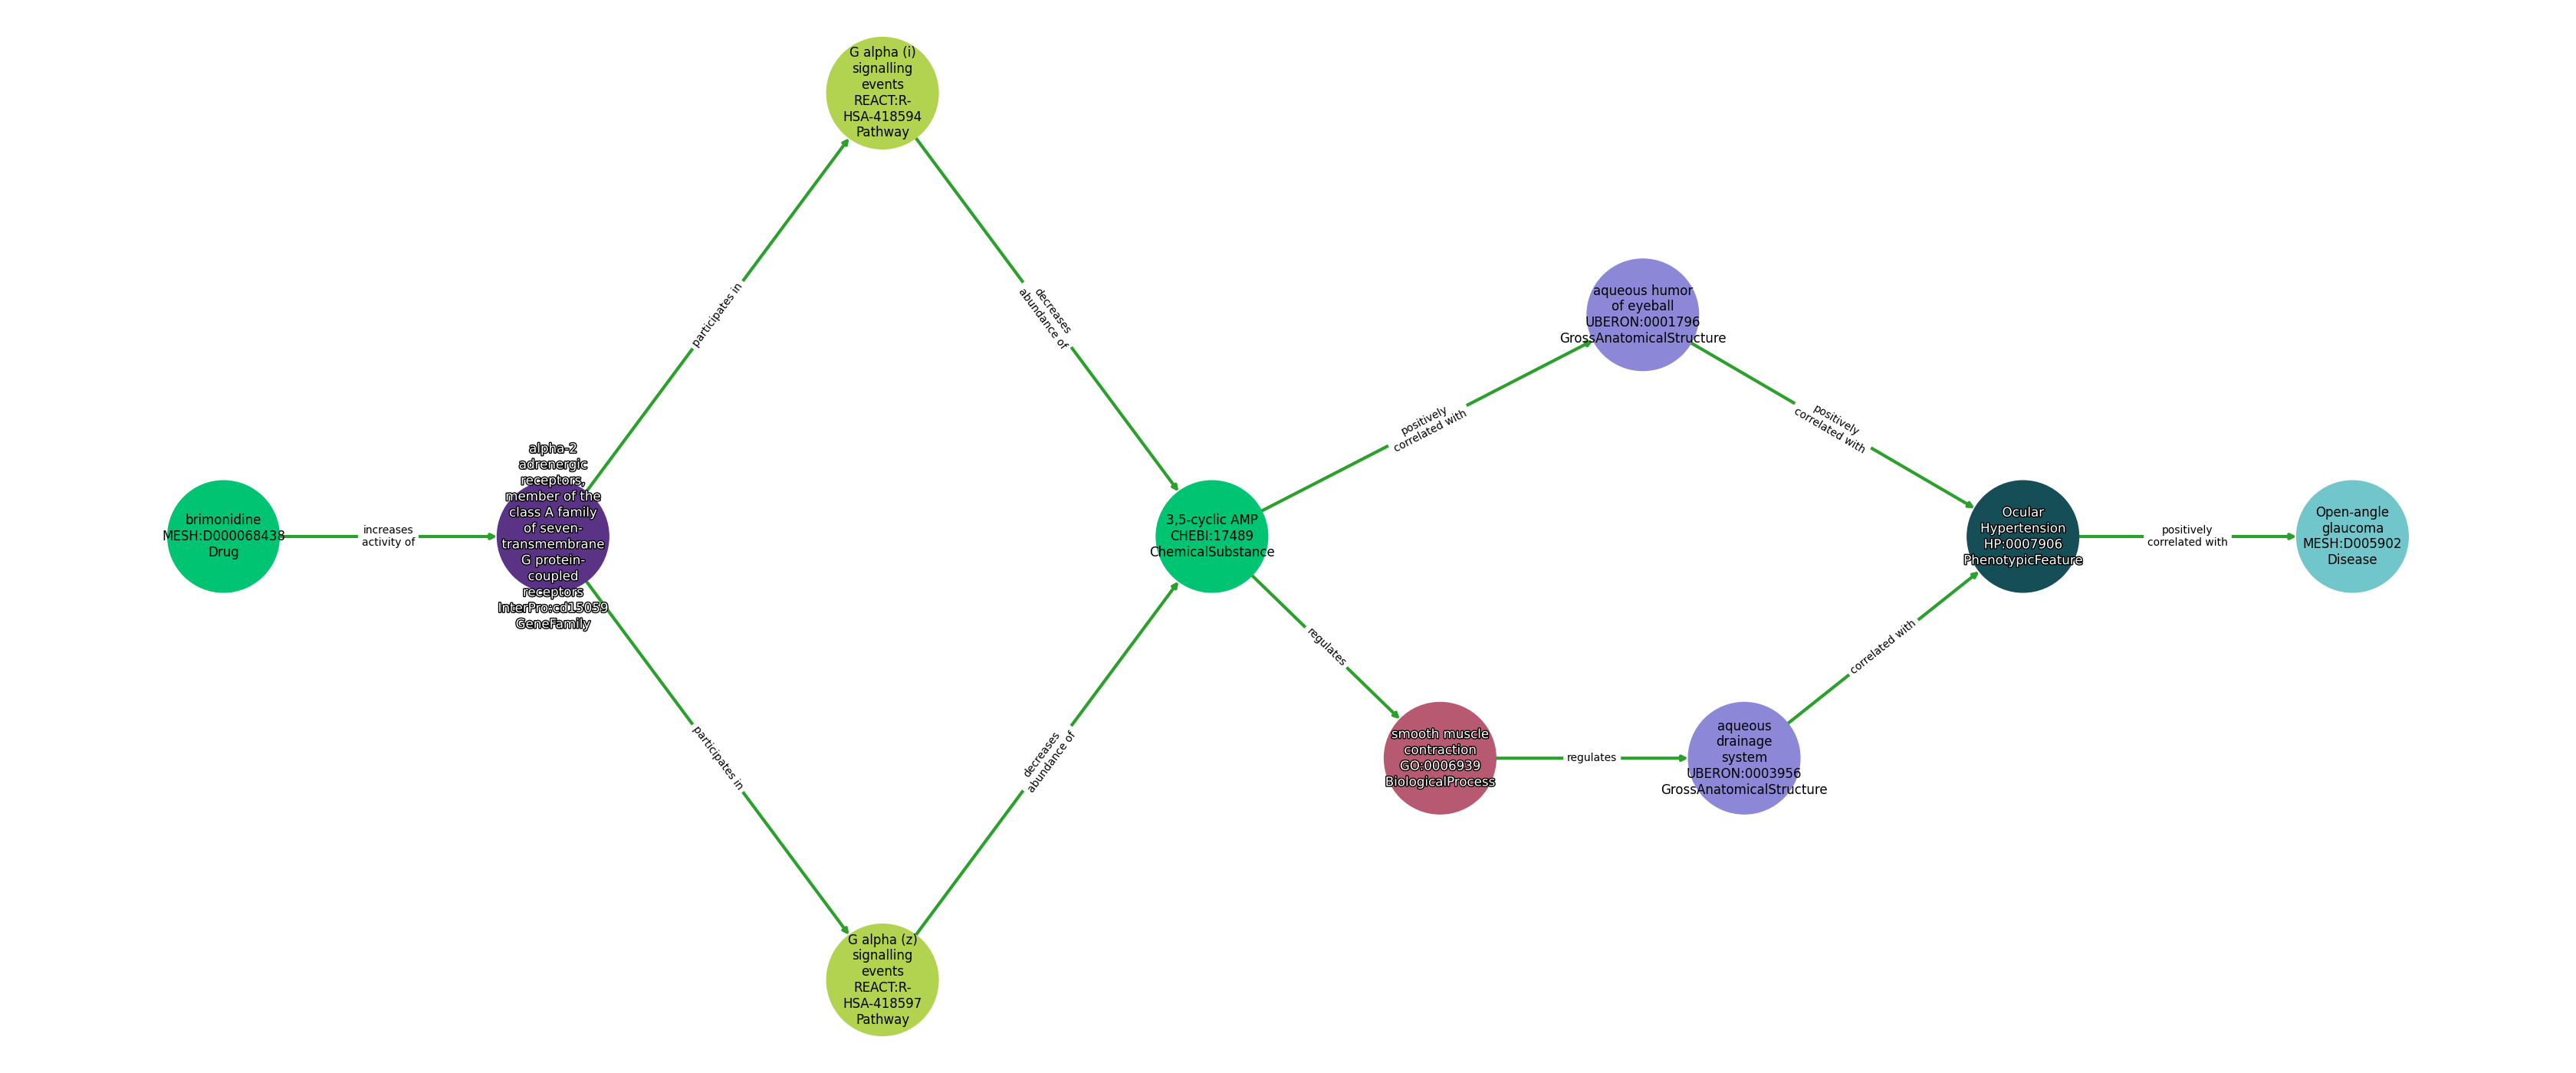 G alpha (i)
signalling
events
REACT:R-
HSA-418594
Pathway
participates in
decreases
abundance of
aqueous humor
of eyeball
UBERON:0001796
GrossAnatomicalStructure
positively
correlated with
positively
correlated with
brimonidine
MESH:D000068438
Drug
increases
activity of
alpha-2
adrenergic
receptors,
member of the
class A family
of seven-
transmembrane
G protein-
coupled
receptors
InterPro:cd15059
GeneFamily
3,5-cyclic AMP
CHEBI:17489
ChemicalSubstance
Ocular
Hypertension
HP:0007906
PhenotypicFeature
positively
correlated with
Open-angle
glaucoma
MESH:D005902
Disease
regulates
correlated with
participates in
decreases
abundance of
smooth muscle
contraction
GO:0006939
BiologicalProcess
regulates
aqueous
drainage
system
UBERON:0003956
GrossAnatomicalStructure
G alpha (z)
signalling
events
REACT:R-
HSA-418597
Pathway